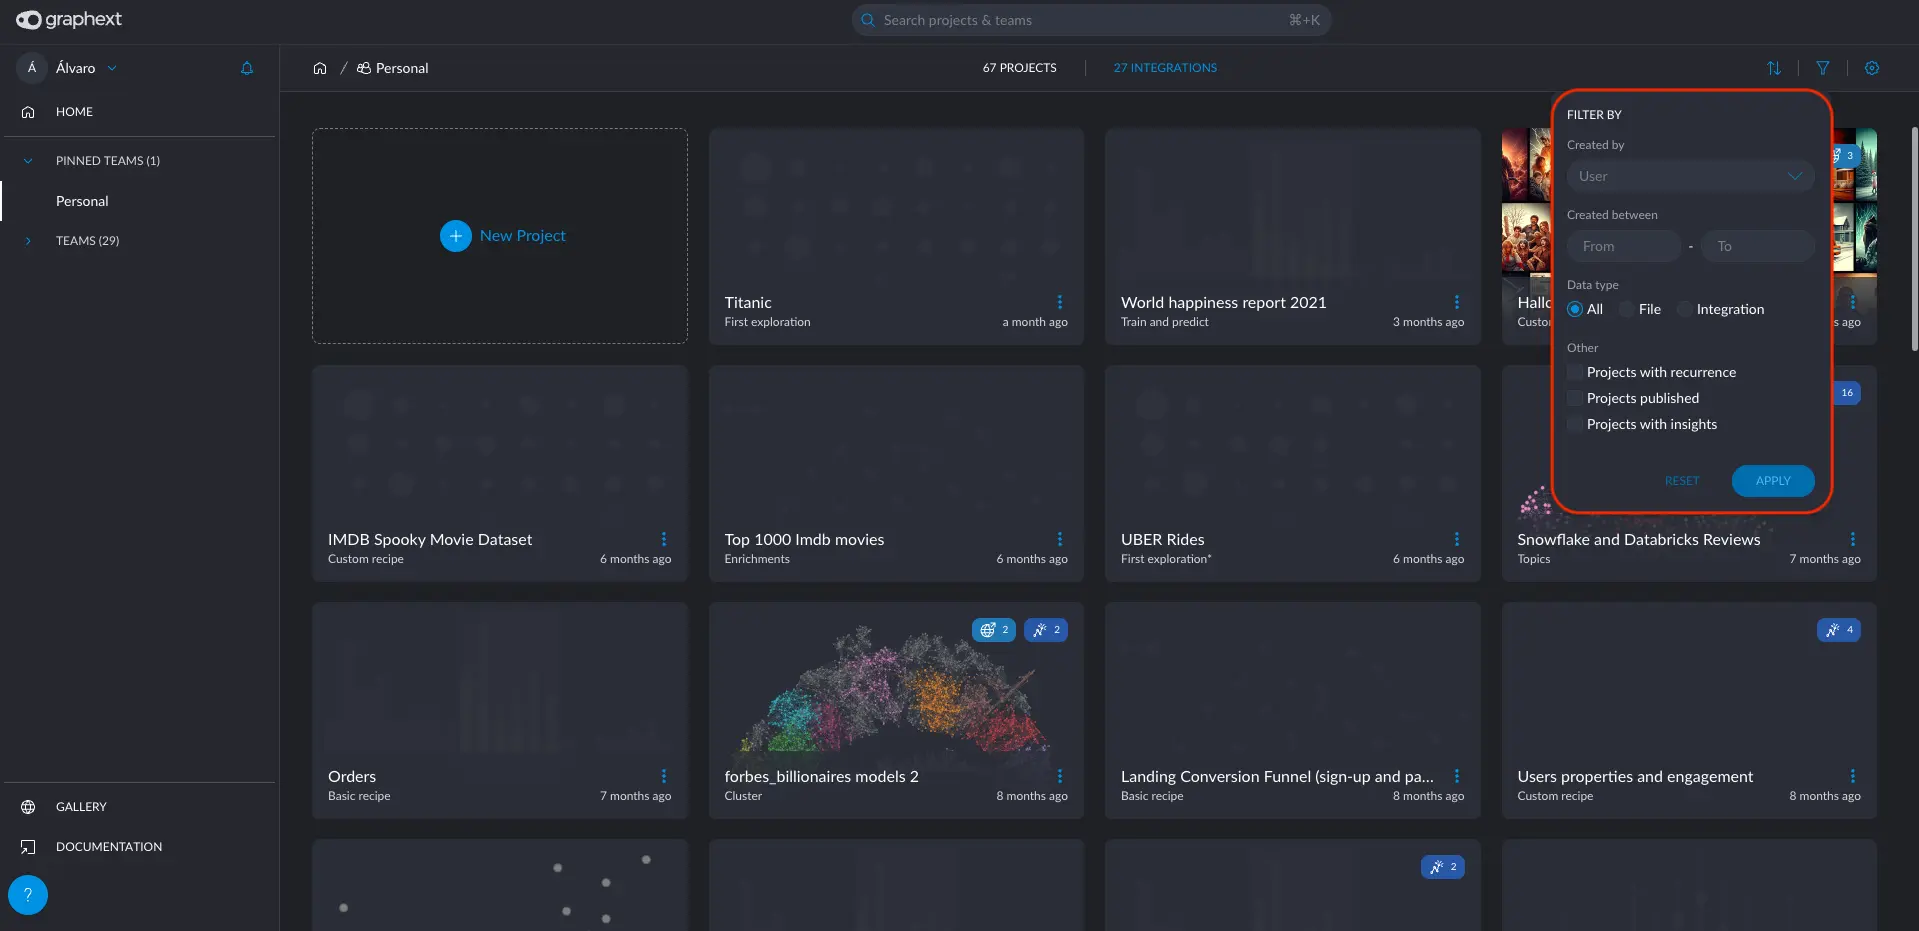 graphext
Search projects & teams
⌘+K
Á
Álvaro
/
Personal
67 PROJECTS
27 INTEGRATIONS
HOME
PINNED TEAMS (1)
Personal
TEAMS (29)
GALLERY
DOCUMENTATION
?
+ New Project
Titanic
First exploration
a month ago
World happiness report 2021
Train and predict
3 months ago
3
Hallo
Custo
s ago
FILTER BY
Created by
User
Created between
From - To
Data type
All File Integration
Other
Projects with recurrence
Projects published
Projects with insights
RESET APPLY
IMDB Spooky Movie Dataset
Custom recipe
6 months ago
Top 1000 Imdb movies
Enrichments
6 months ago
UBER Rides
First exploration*
6 months ago
16
Snowflake and Databricks Reviews
Topics
7 months ago
Orders
Basic recipe
7 months ago
2 2
forbes_billionaires models 2
Cluster
8 months ago
Landing Conversion Funnel (sign-up and pa...
Basic recipe
8 months ago
4
Users properties and engagement
Custom recipe
8 months ago
2